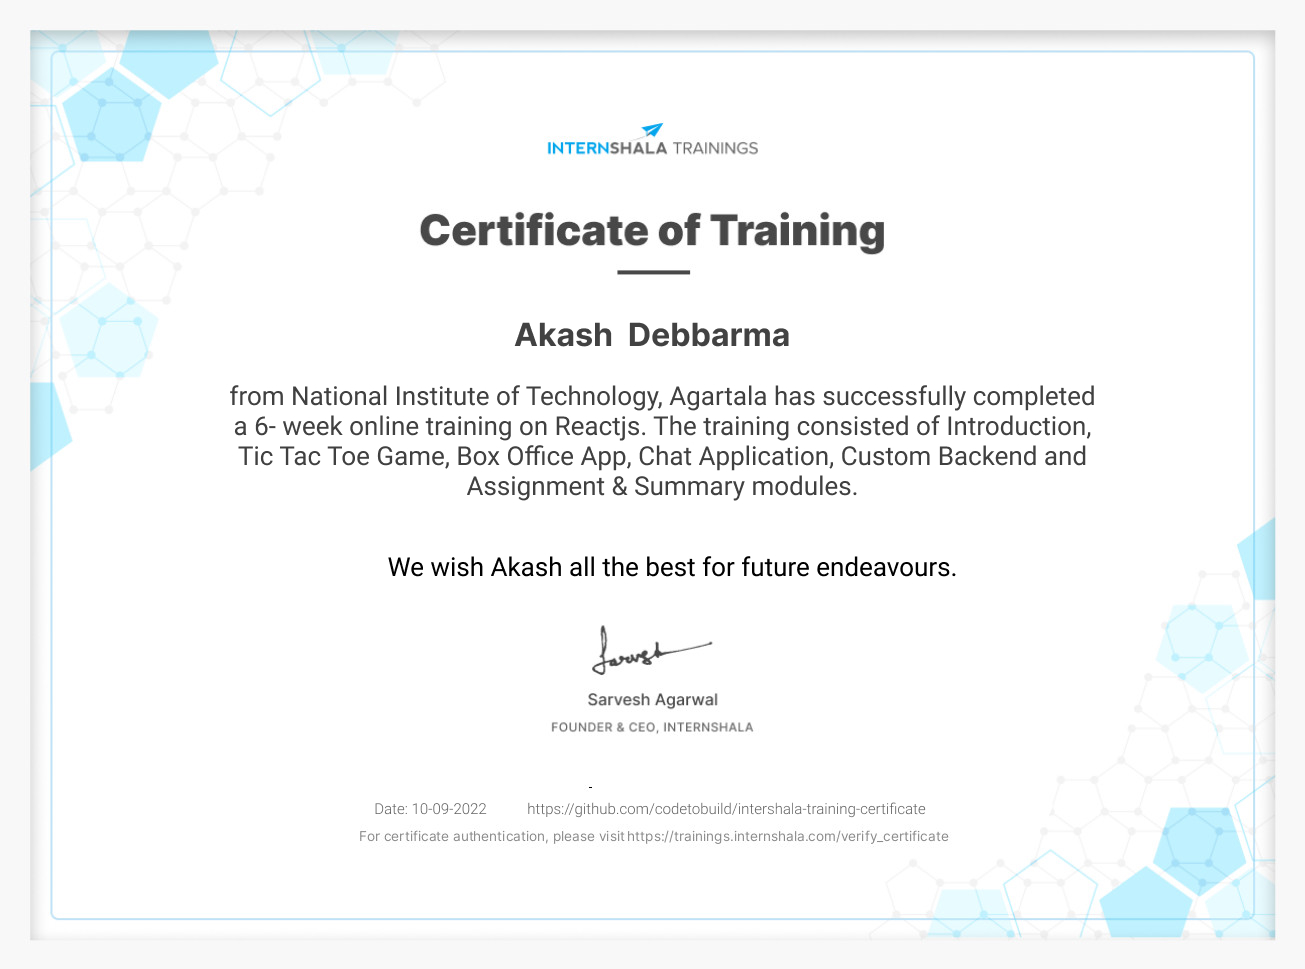 INTERNSHALA TRAININGS
Certificate of Training
Akash Debbarma
from National Institute of Technology, Agartala has successfully completed
a 6- week online training on Reactjs. The training consisted of Introduction,
Tic Tac Toe Game, Box Office App, Chat Application, Custom Backend and
Assignment & Summary modules.
We wish Akash all the best for future endeavours.
Sarvesh
Sarvesh Agarwal
FOUNDER & CEO, INTERNSHALA
-
Date: 10-09-2022 https://github.com/codetobuild/intershala-training-certificate
For certificate authentication, please visit https://trainings.internshala.com/verify_certificate